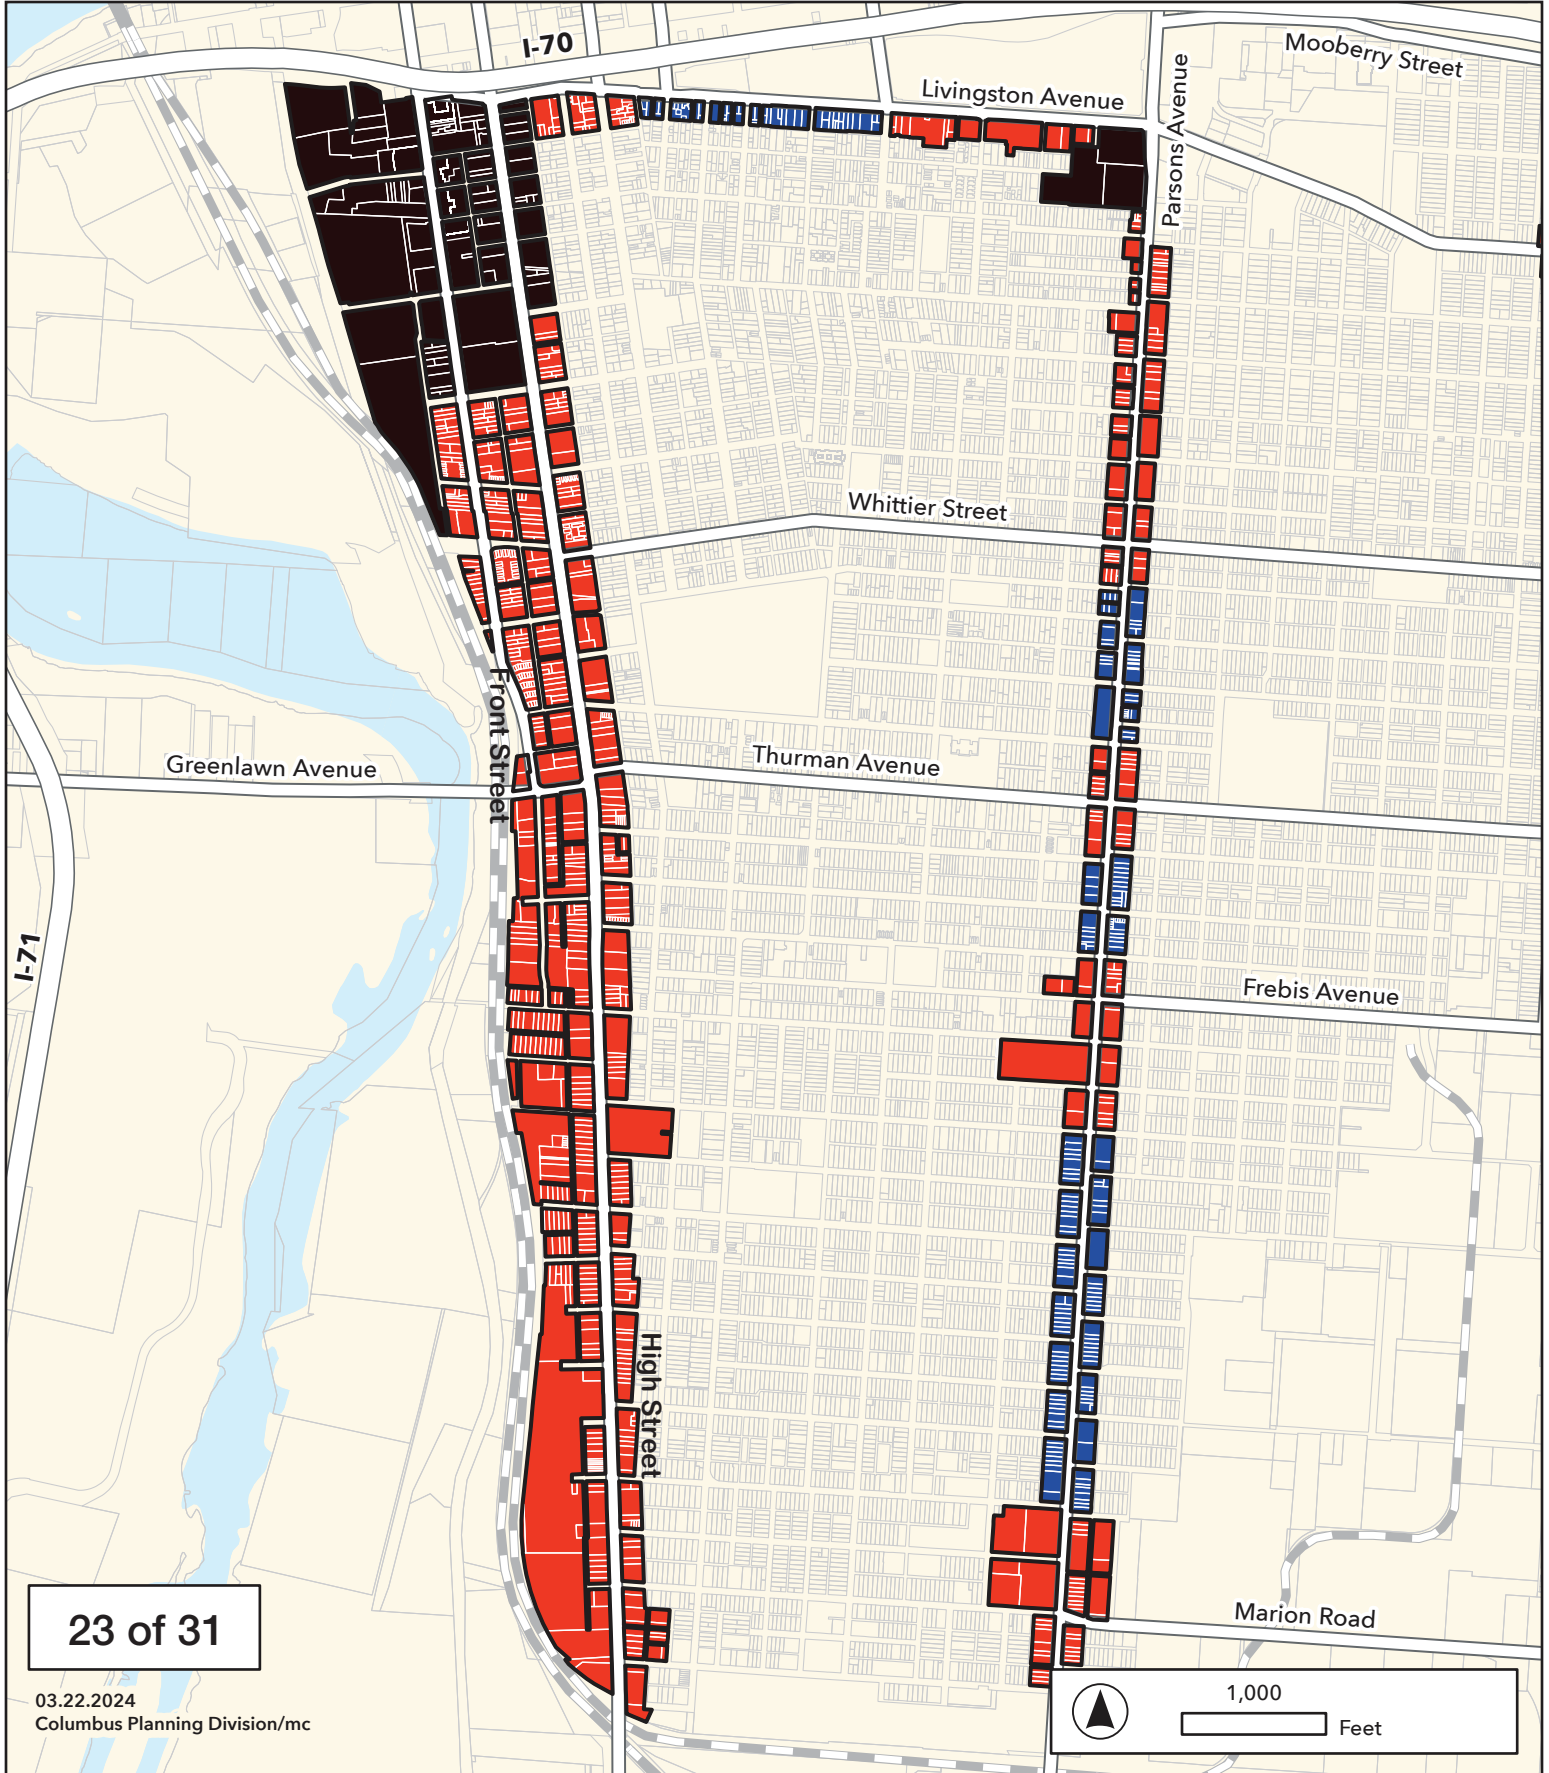 I-70
Mooberry Street
Livingston Avenue
Parsons Avenue
Whittier Street
Front Street
Greenlawn Avenue
Thurman Avenue
I-71
Frebis Avenue
High Street
23 of 31
Marion Road
03.22.2024
Columbus Planning Division/mc
1,000
Feet